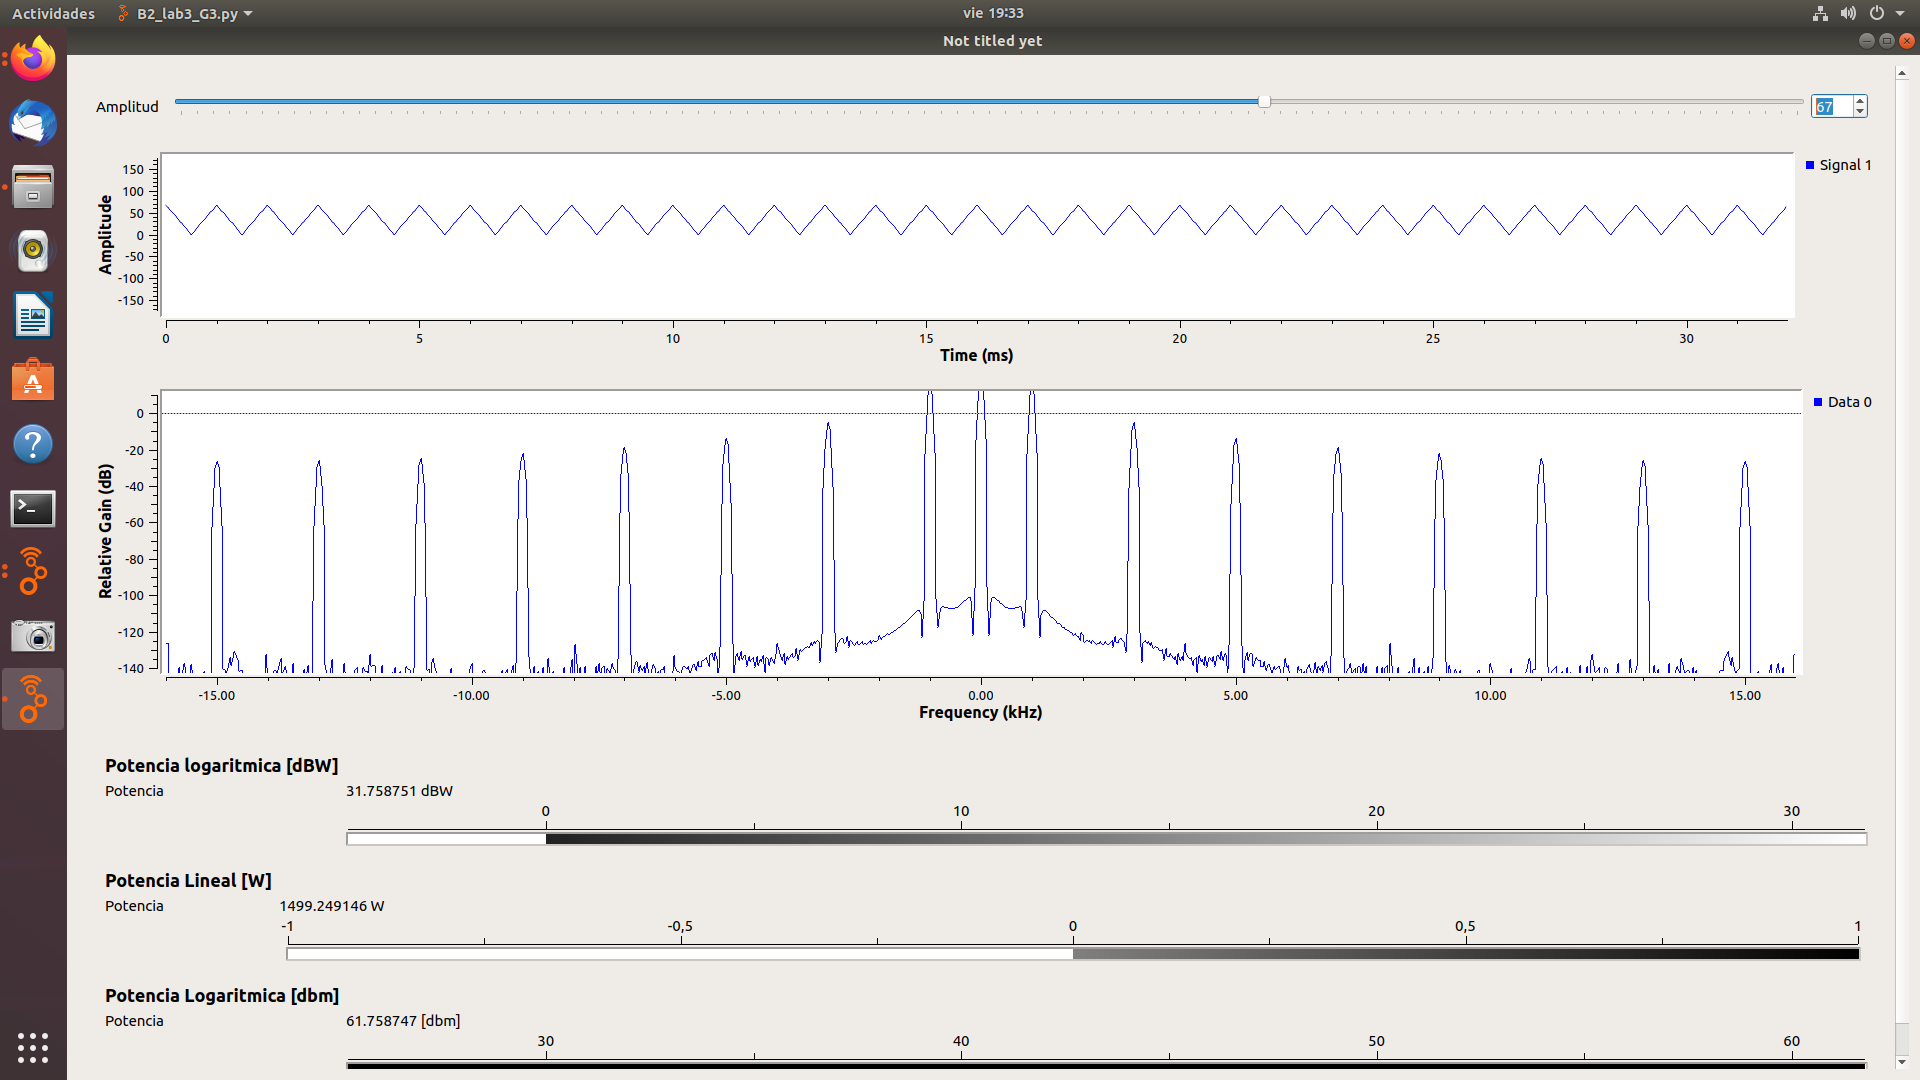 Actividades
B2_lab3_G3.py
vie 19:33
Not titled yet
Amplitud
67
Signal 1
Amplitude
150
100
50
0
-50
-100
-150
0 5 10 15 20 25 30
Time (ms)
Data 0
Relative Gain (dB)
0
-20
-40
-60
-80
-100
-120
-140
-15.00 -10.00 -5.00 0.00 5.00 10.00 15.00
Frequency (kHz)
Potencia logaritmica [dBW]
Potencia 31.758751 dBW
0 10 20 30
Potencia Lineal [W]
Potencia 1499.249146 W
-1 -0,5 0 0,5 1
Potencia Logaritmica [dbm]
Potencia 61.758747 [dbm]
30 40 50 60